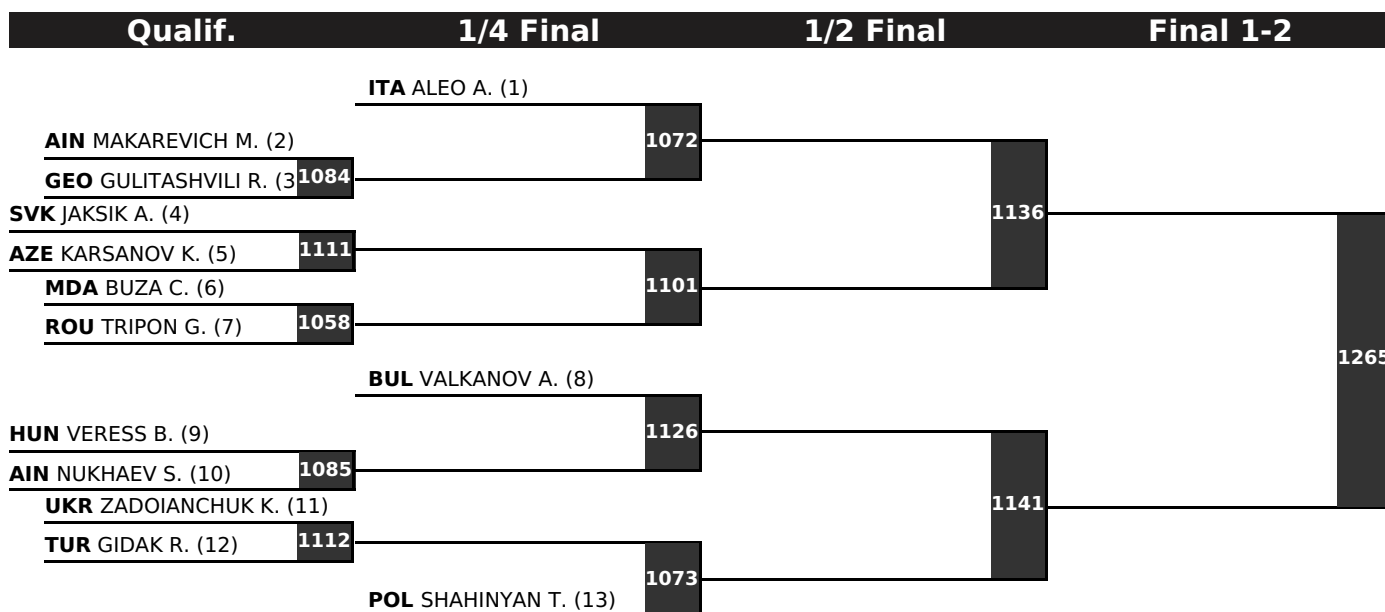 Qualif. 1/4 Final 1/2 Final Final 1-2
ITA ALEO A. (1)
1072
AIN MAKAREVICH M. (2)
1084
GEO GULITASHVILI R. (3
1136
SVK JAKSIK A. (4)
1111
AZE KARSANOV K. (5)
1101
MDA BUZA C. (6)
1058
ROU TRIPON G. (7)
1265
BUL VALKANOV A. (8)
1126
HUN VERESS B. (9)
1085
AIN NUKHAEV S. (10)
1141
UKR ZADOIANCHUK K. (11)
1112
TUR GIDAK R. (12)
1073
POL SHAHINYAN T. (13)